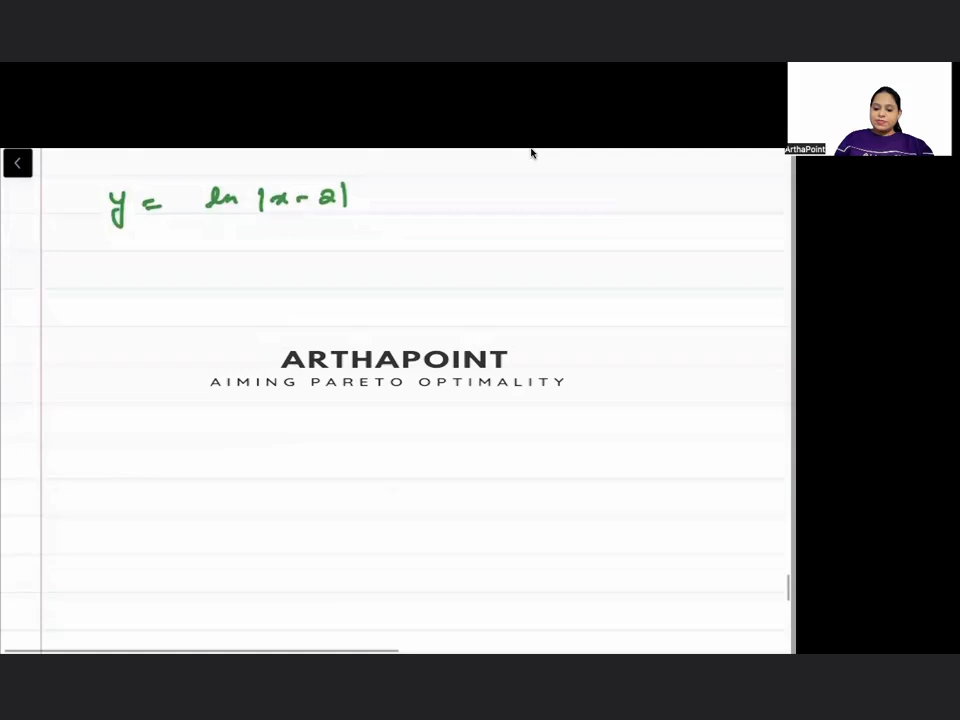 ArthaPoint
y = ln |x - 2|
ARTHAPOINT
AIMING PARETO OPTIMALITY